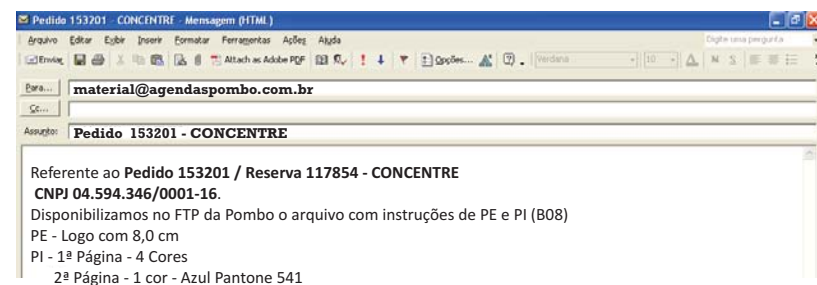 Pedido 153201 - CONCENTRE - Mensagem (HTML)
Arquivo Editar Exibir Inserir Formatar Ferramentas Ações Ajuda Digite uma pergunta
Enviar Attach as Adobe PDF Opções... Verdana 10 N S
Para... material@agendaspombo.com.br
Cc...
Assunto: Pedido 153201 - CONCENTRE
Referente ao Pedido 153201 / Reserva 117854 - CONCENTRE
CNPJ 04.594.346/0001-16.
Disponibilizamos no FTP da Pombo o arquivo com instruções de PE e PI (B08)
PE - Logo com 8,0 cm
PI - 1ª Página - 4 Cores
2ª Página - 1 cor - Azul Pantone 541